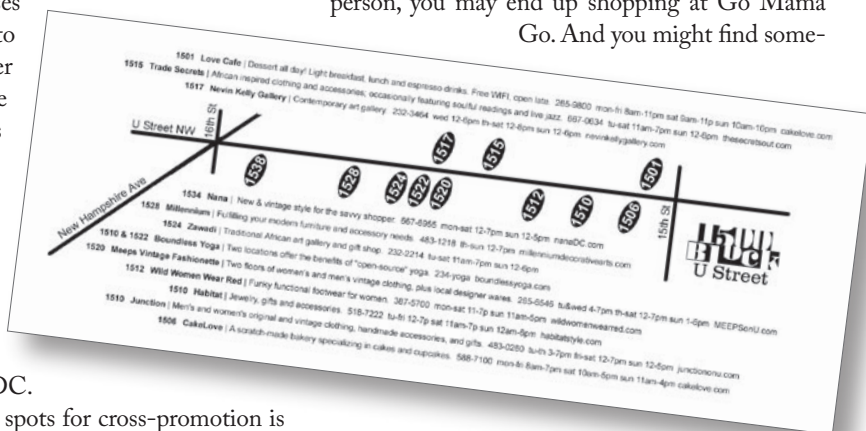 es
to
er
e
s
person, you may end up shopping at Go Mama
Go. And you might find some-
1501 Love Cafe | Dessert all day! Light breakfast, lunch and espresso drinks. Free WIFI, open late. 265-9800 mon-fri 8am-11pm sat 9am-11p sun 10am-10pm cakelove.com
1515 Trade Secrets | African inspired clothing and accessories; occasionally featuring soulful readings and live jazz. 667-0634 tu-sat 11am-7pm sun 12-6pm thesecretsout.com
1517 Nevin Kelly Gallery | Contemporary art gallery. 232-3464 wed 12-6pm th-sat 12-8pm sun 12-6pm nevinkellygallery.com
U Street NW
16th St
New Hampshire Ave
1517
1515
1501
1538
1528
1524
1522
1520
1512
1510
1506
15th St
1500
BLOCK
U Street
1534 Nana | New & vintage style for the savvy shopper. 667-6955 mon-sat 12-7pm sun 12-5pm nanaDC.com
1528 Millennium | Fulfilling your modern furniture and accessory needs. 483-1218 th-sun 12-7pm millenniumdecorativearts.com
1524 Zawadi | Traditional African art gallery and gift shop. 232-2214 tu-sat 11am-7pm sun 12-6pm
1510 & 1522 Boundless Yoga | Two locations offer the benefits of "open-source" yoga. 234-yoga boundlessyoga.com
1520 Meeps Vintage Fashionette | Two floors of women's and men's vintage clothing, plus local designer wares. 265-6546 tu&wed 4-7pm th-sat 12-7pm sun 1-6pm MEEPSonU.com
1512 Wild Women Wear Red | Funky functional footwear for women. 387-5700 mon-sat 11-7p sun 11am-5pm wildwomenwearred.com
1510 Habitat | Jewelry, gifts and accessories. 518-7222 tu-fri 12-7p sat 11am-7p sun 12am-6pm habitatstyle.com
1510 Junction | Men's and women's original and vintage clothing, handmade accessories, and gifts. 483-0260 tu-th 3-7pm fri-sat 12-7pm sun 12-5pm junctiononu.com
1506 CakeLove | A scratch-made bakery specializing in cakes and cupcakes. 588-7100 mon-fri 8am-7pm sat 10am-5pm sun 11am-4pm cakelove.com
DC.
spots for cross-promotion is